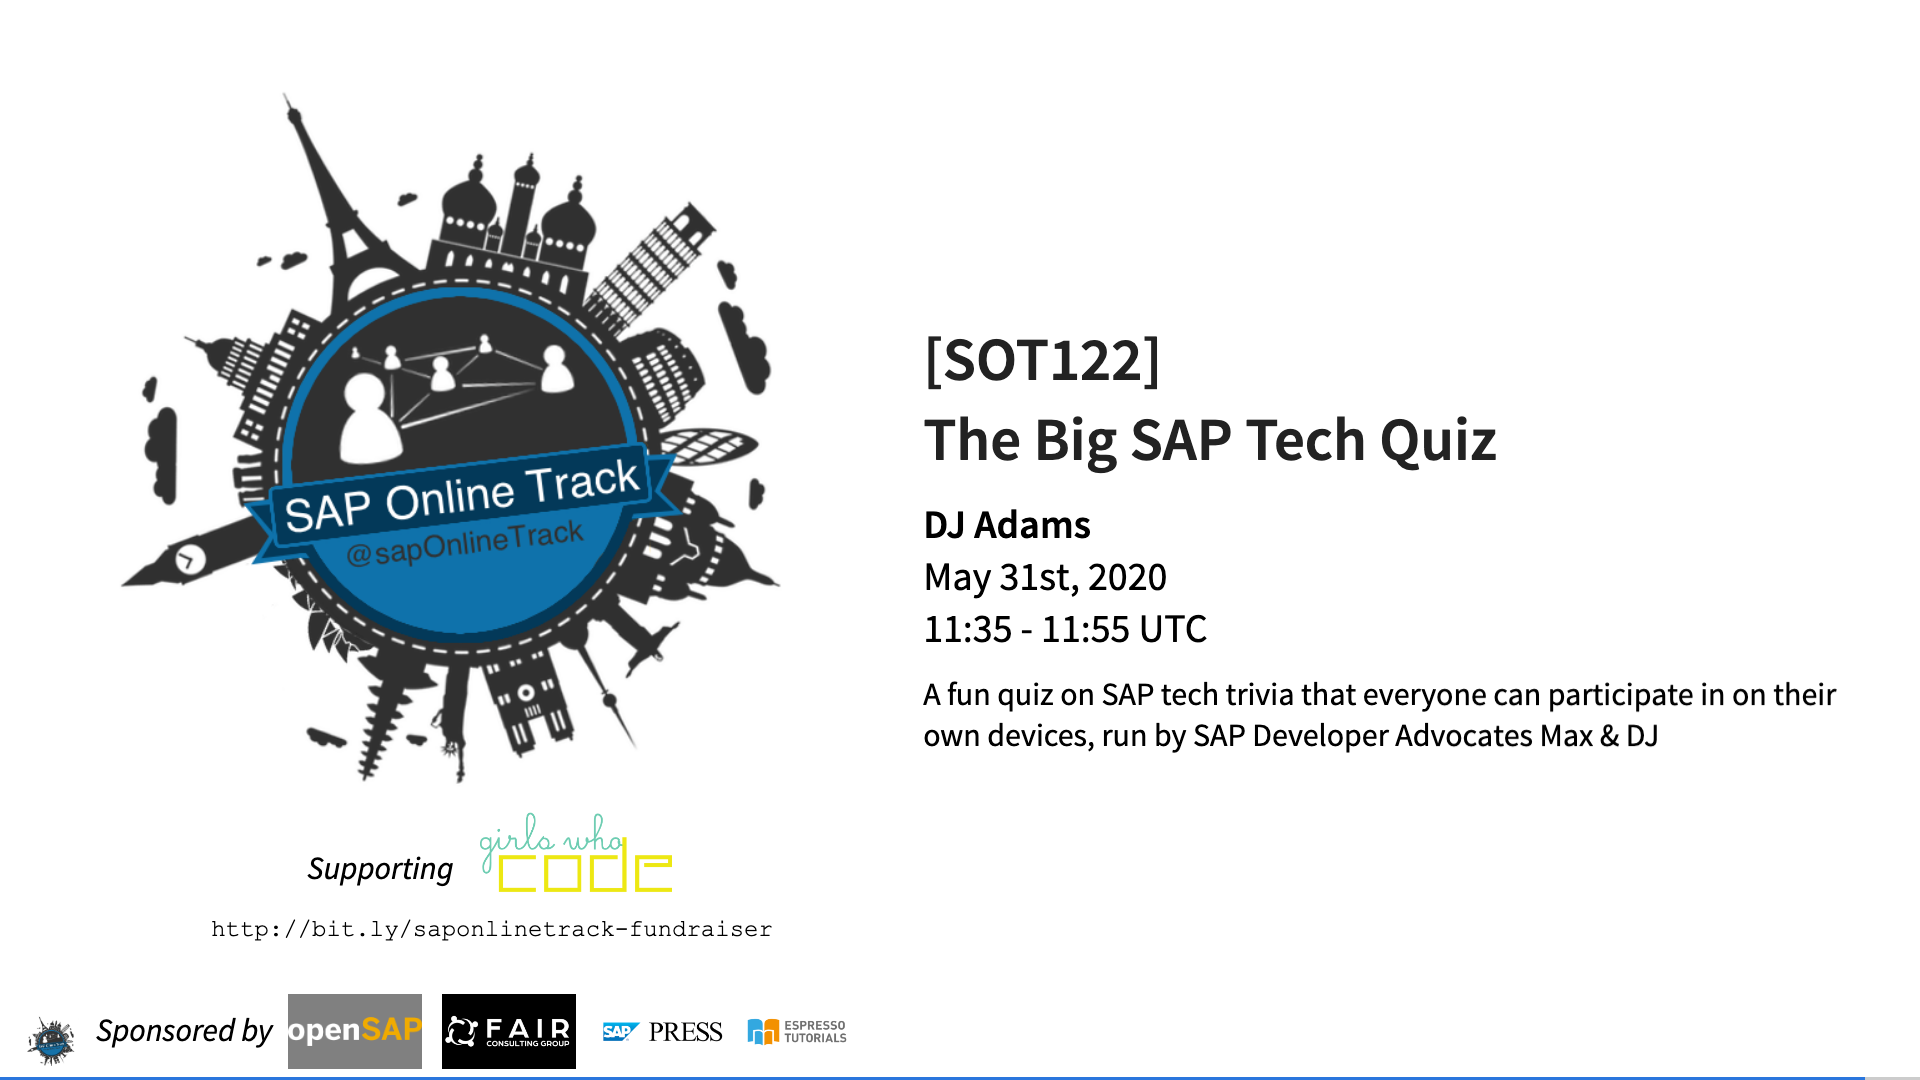 SAP Online Track
@sapOnlineTrack
[SOT122]
The Big SAP Tech Quiz
DJ Adams
May 31st, 2020
11:35 - 11:55 UTC
A fun quiz on SAP tech trivia that everyone can participate in on their
own devices, run by SAP Developer Advocates Max & DJ
Supporting
girls who
code
http://bit.ly/saponlinetrack-fundraiser
Sponsored by
openSAP
FAIR
CONSULTING GROUP
SAP PRESS
ESPRESSO
TUTORIALS